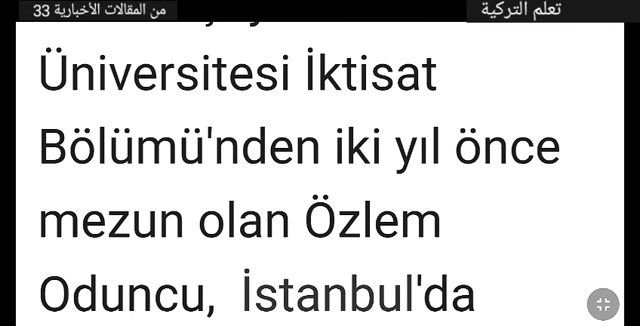 من المقالات الأخبارية 33
تعلم التركية
Üniversitesi İktisat
Bölümü'nden iki yıl önce
mezun olan Özlem
Oduncu, İstanbul'da